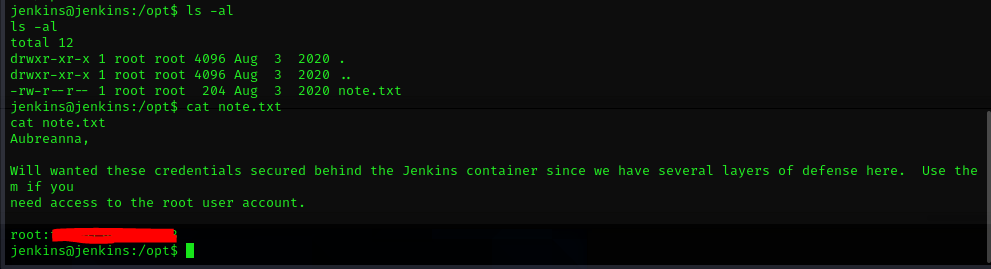 jenkins@jenkins:/opt$ ls -al
ls -al
total 12
drwxr-xr-x 1 root root 4096 Aug  3  2020 .
drwxr-xr-x 1 root root 4096 Aug  3  2020 ..
-rw-r--r-- 1 root root  204 Aug  3  2020 note.txt
jenkins@jenkins:/opt$ cat note.txt
cat note.txt
Aubreanna,

Will wanted these credentials secured behind the Jenkins container since we have several layers of defense here.  Use the
m if you
need access to the root user account.

root:
jenkins@jenkins:/opt$